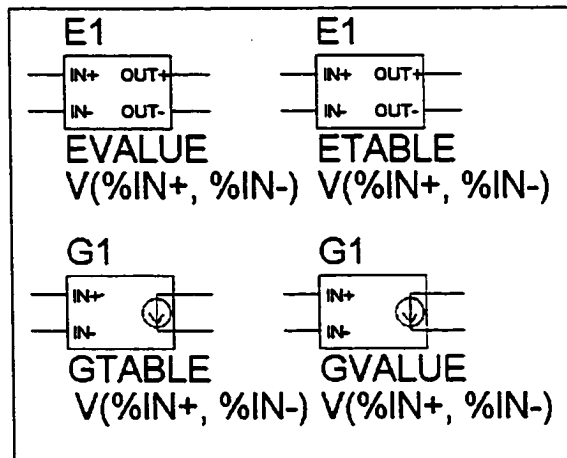 E1 E1
IN+ OUT+ IN+ OUT+
IN- OUT- IN- OUT-
EVALUE ETABLE
V(%IN+, %IN-) V(%IN+, %IN-)
G1 G1
IN+ IN+
IN- IN-
GTABLE GVALUE
V(%IN+, %IN-) V(%IN+, %IN-)